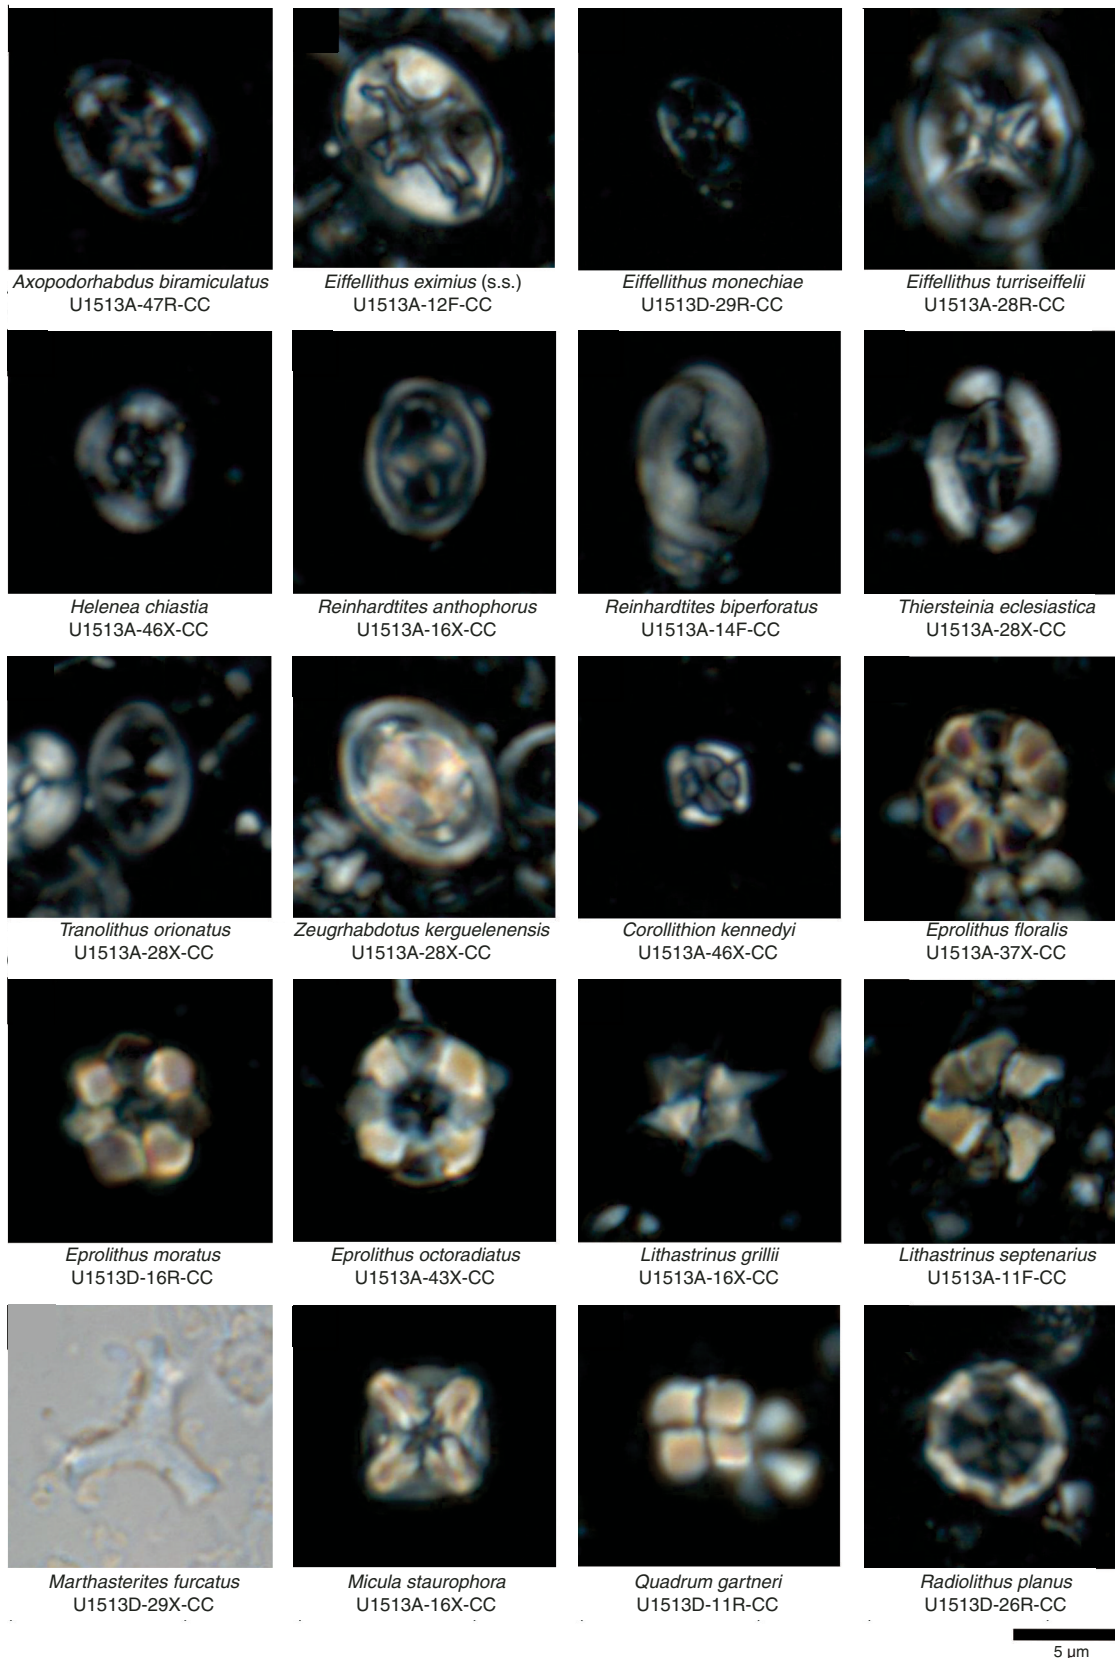 Axopodorhabdus biramiculatus
U1513A-47R-CC
Eiffellithus eximius (s.s.)
U1513A-12F-CC
Eiffellithus monechiae
U1513D-29R-CC
Eiffellithus turriseiffelii
U1513A-28R-CC
Helenea chiastia
U1513A-46X-CC
Reinhardtites anthophorus
U1513A-16X-CC
Reinhardtites biperforatus
U1513A-14F-CC
Thiersteinia eclesiastica
U1513A-28X-CC
Tranolithus orionatus
U1513A-28X-CC
Zeugrhabdotus kerguelenensis
U1513A-28X-CC
Corollithion kennedyi
U1513A-46X-CC
Eprolithus floralis
U1513A-37X-CC
Eprolithus moratus
U1513D-16R-CC
Eprolithus octoradiatus
U1513A-43X-CC
Lithastrinus grillii
U1513A-16X-CC
Lithastrinus septenarius
U1513A-11F-CC
Marthasterites furcatus
U1513D-29X-CC
Micula staurophora
U1513A-16X-CC
Quadrum gartneri
U1513D-11R-CC
Radiolithus planus
U1513D-26R-CC
5 µm